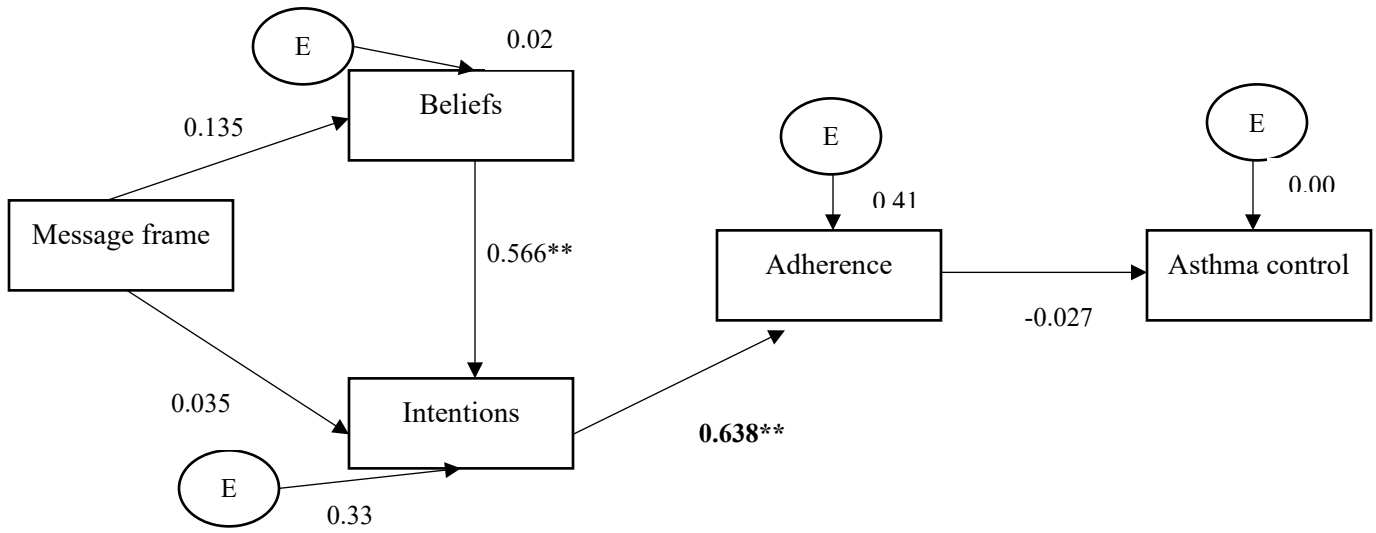 E
0.02
Beliefs
0.135
E
E
0.41
0.00
Message frame
0.566**
Adherence
Asthma control
-0.027
0.035
Intentions
0.638**
E
0.33